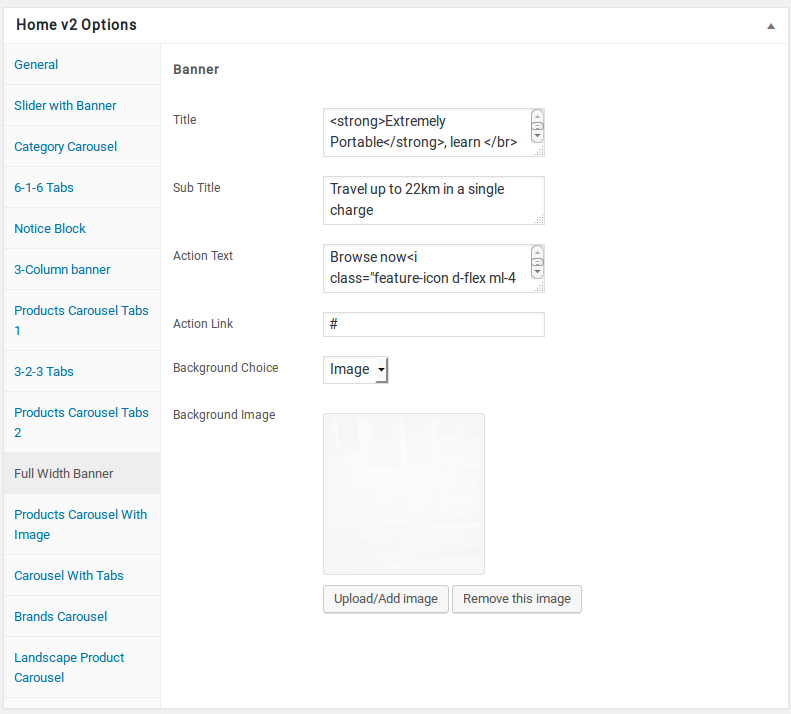 Home v2 Options
General
Slider with Banner
Category Carousel
6-1-6 Tabs
Notice Block
3-Column banner
Products Carousel Tabs
1
3-2-3 Tabs
Products Carousel Tabs
2
Full Width Banner
Products Carousel With
Image
Carousel With Tabs
Brands Carousel
Landscape Product
Carousel
Banner
Title
<strong>Extremely
Portable</strong>, learn </br>
Sub Title
Travel up to 22km in a single
charge
Action Text
Browse now<i
class="feature-icon d-flex ml-4
Action Link
#
Background Choice
Image
Background Image
Upload/Add image
Remove this image